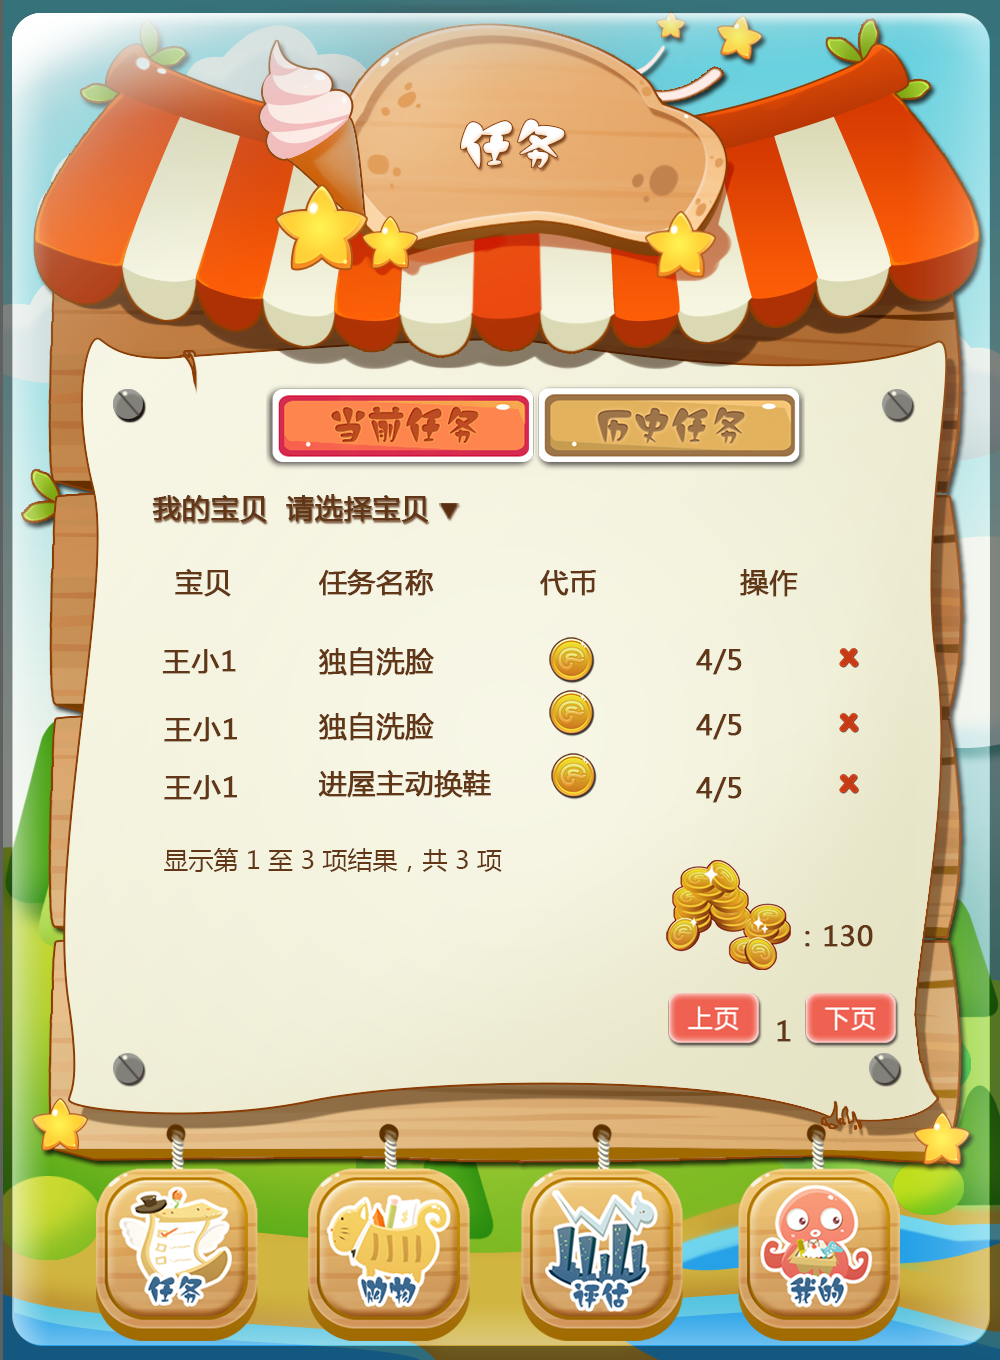 任务
当前任务 历史任务
我的宝贝 请选择宝贝 ▼
宝贝 任务名称 代币 操作
王小1 独自洗脸 4/5
王小1 独自洗脸 4/5
王小1 进屋主动换鞋 4/5
显示第 1 至 3 项结果，共 3 项
: 130
上页 1 下页
任务 购物 评估 我的